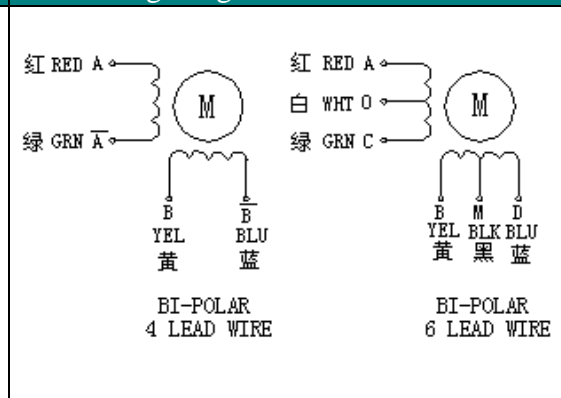 红 RED A
绿 GRN A̅
M
B B̅
YEL BLU
黄 蓝
BI-POLAR
4 LEAD WIRE
红 RED A
白 WHT O
绿 GRN C
M
B M D
YEL BLK BLU
黄 黑 蓝
BI-POLAR
6 LEAD WIRE